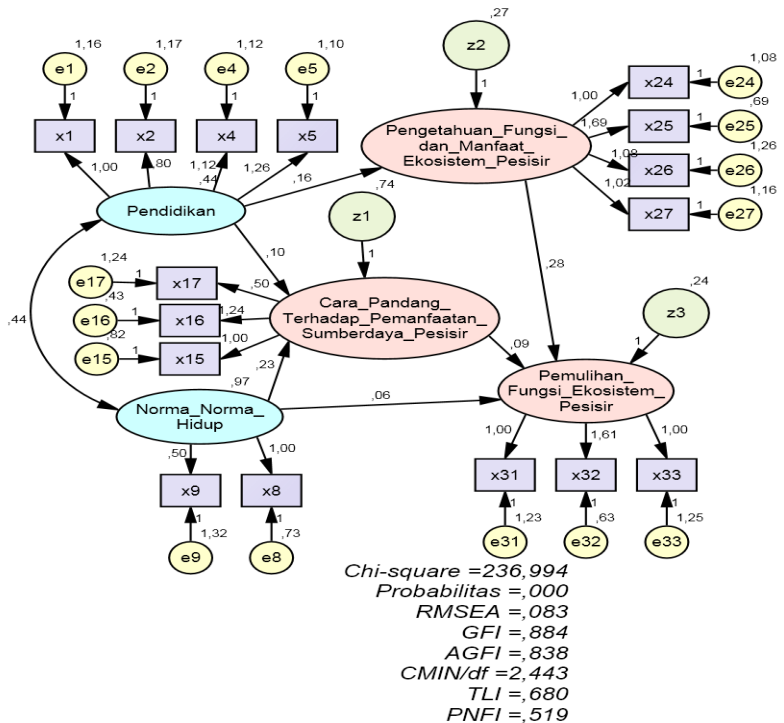 ,27
1,16
1,17
1,12
1,10
z2
1,08
e1
e2
e4
e5
1
x24
1
e24
1
1
1
1
1
1,00
,69
x1
x2
x4
x5
1,69
x25
1
e25
Pengetahuan_Fungsi_
dan_Manfaat_
Ekosistem_Pesisir
1,26
1,08
x26
1
e26
1,00
,80
1,12
1,26
1,16
,44
,16
1,02
x27
1
e27
,74
Pendidikan
z1
,10
1
1,24
,28
e17
1
x17
,50
,24
,43
e16
1
x16
1,24
Cara_Pandang_
Terhadap_Pemanfaatan_
Sumberdaya_Pesisir
z3
,44
,82
e15
1
x15
1,00
,09
1
,23
,97
Pemulihan_
Fungsi_Ekosistem_
Pesisir
,06
Norma_Norma_
Hidup
,50
1,00
1,00
1,61
1,00
x9
x8
x31
x32
x33
1
1
1
1
1
1,32
,73
1,23
,63
1,25
e9
e8
e31
e32
e33
Chi-square =236,994
Probabilitas =,000
RMSEA =,083
GFI =,884
AGFI =,838
CMIN/df =2,443
TLI =,680
PNFI =,519